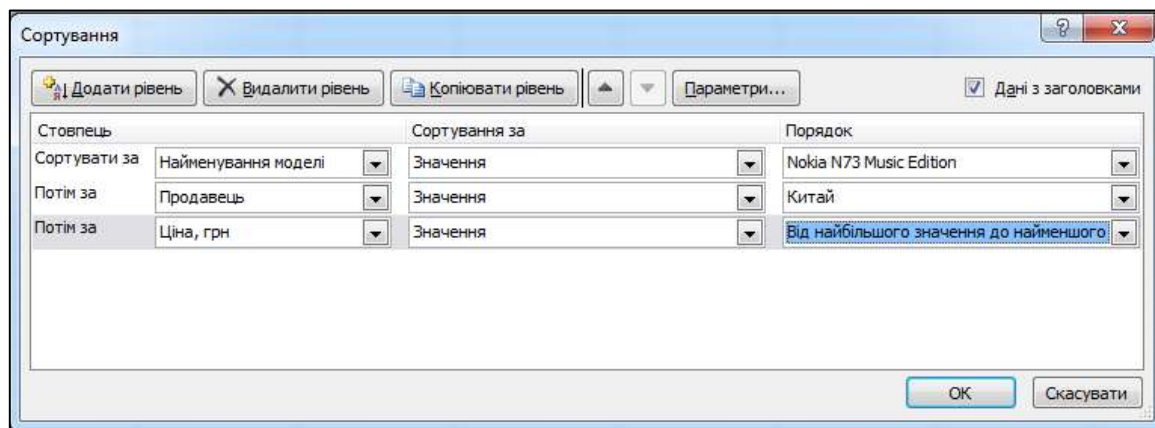 Сортування
Додати рівень Видалити рівень Копіювати рівень Параметри... Дані з заголовками
Стовпець Сортування за Порядок
Сортувати за Найменування моделі Значення Nokia N73 Music Edition
Потім за Продавець Значення Китай
Потім за Ціна, грн Значення Від найбільшого значення до найменшого
OK Скасувати